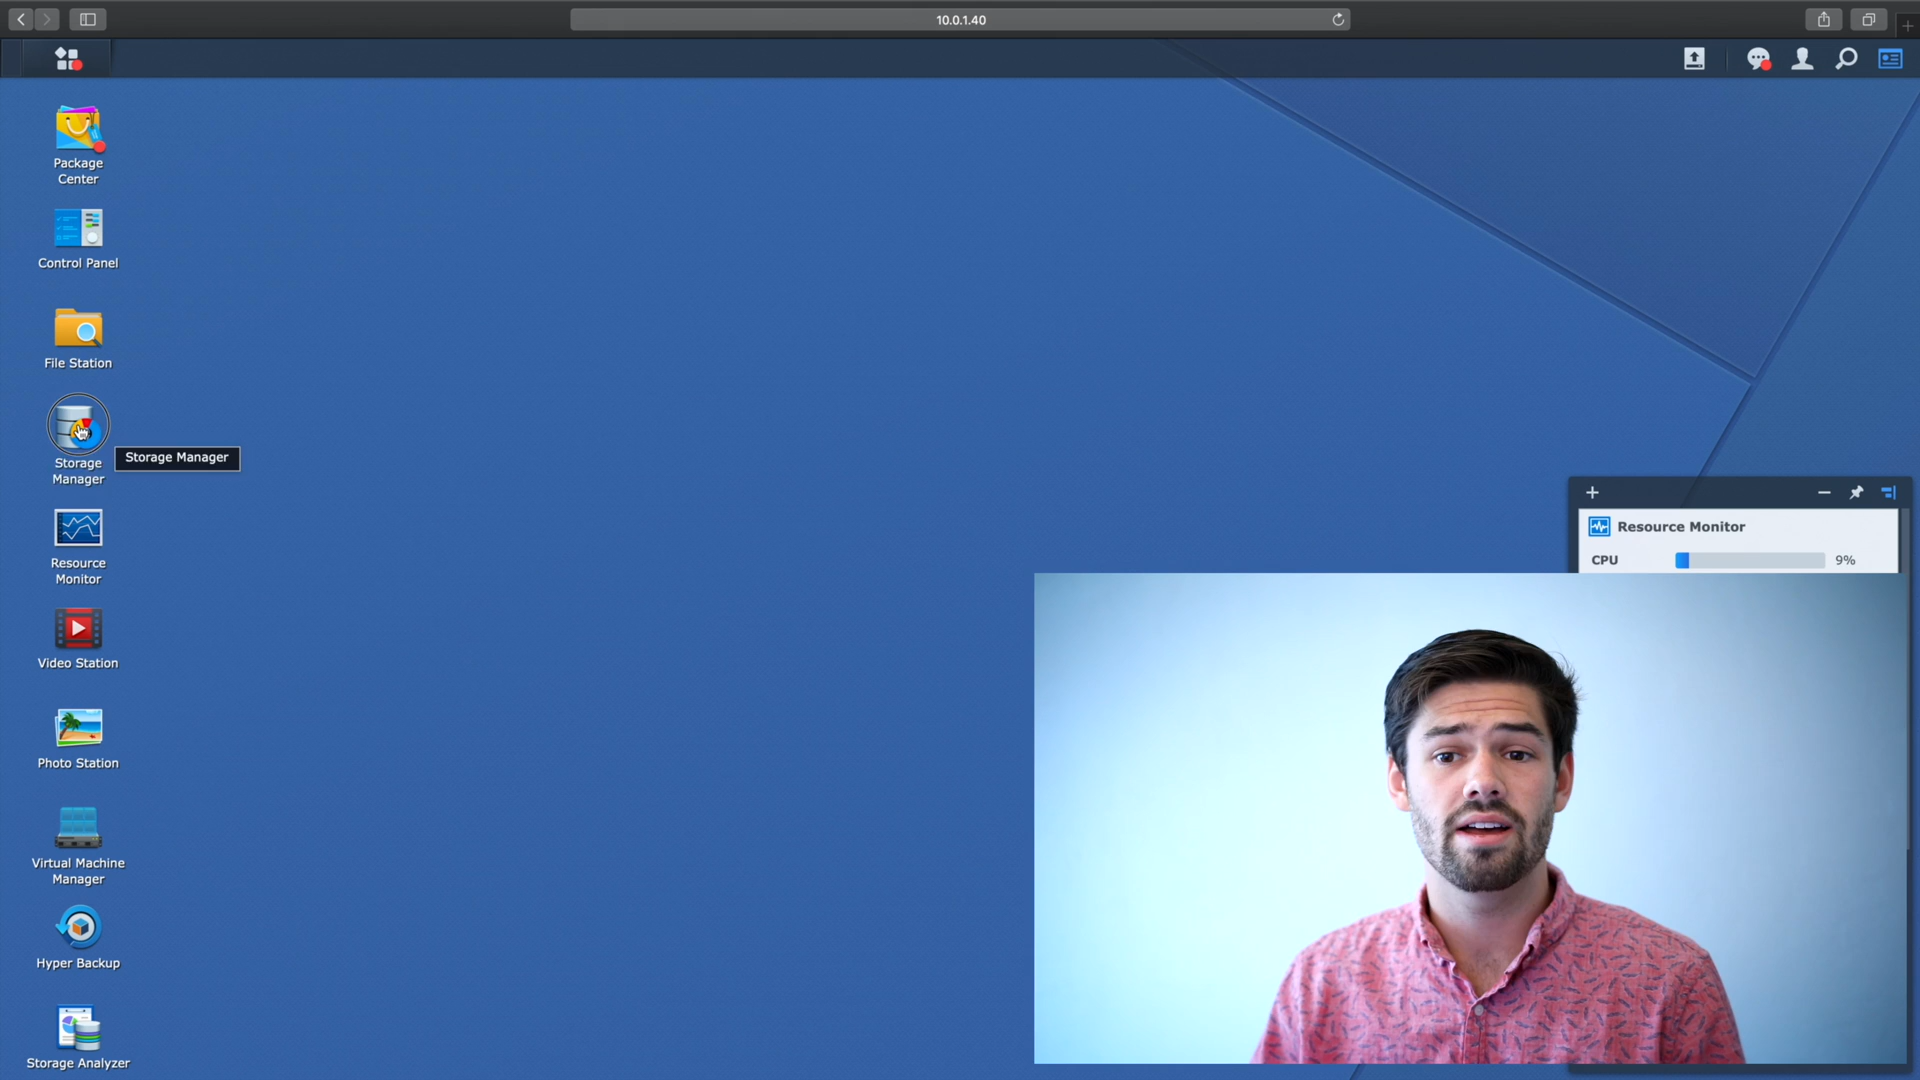 10.0.1.40
Package
Center
Control Panel
File Station
Storage
Manager
Storage Manager
Resource
Monitor
Video Station
Photo Station
Virtual Machine
Manager
Hyper Backup
Storage Analyzer
Resource Monitor
CPU 9%